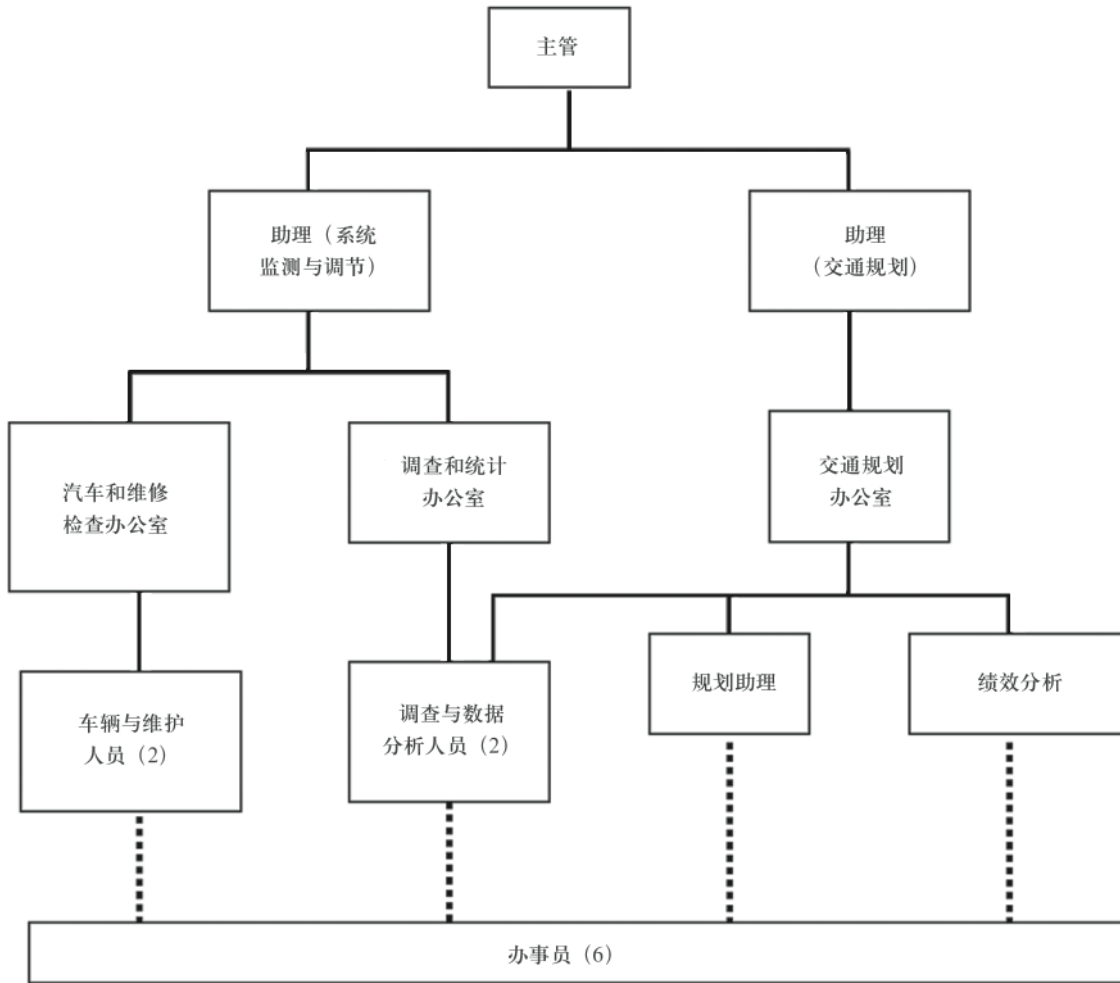 主管
助理（系统
监测与调节）
助理
（交通规划）
汽车和维修
检查办公室
调查和统计
办公室
交通规划
办公室
车辆与维护
人员（2）
调查与数据
分析人员（2）
规划助理
绩效分析
办事员（6）